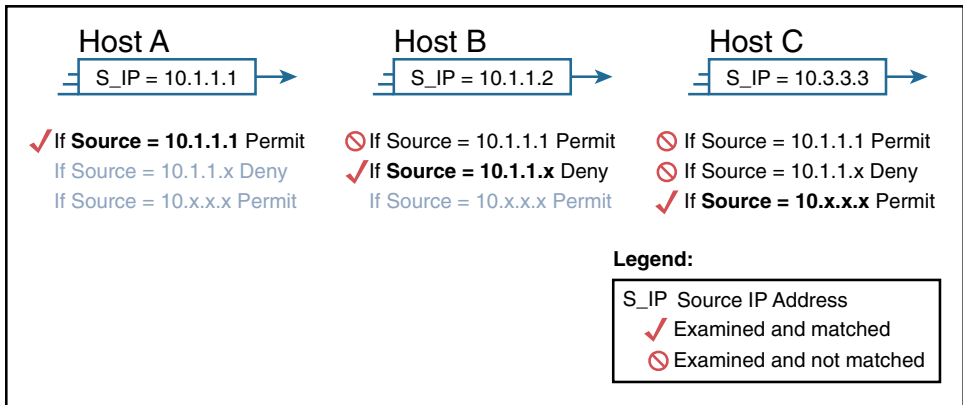 Host A
S_IP = 10.1.1.1
If Source = 10.1.1.1 Permit
If Source = 10.1.1.x Deny
If Source = 10.x.x.x Permit
Host B
S_IP = 10.1.1.2
If Source = 10.1.1.1 Permit
If Source = 10.1.1.x Deny
If Source = 10.x.x.x Permit
Host C
S_IP = 10.3.3.3
If Source = 10.1.1.1 Permit
If Source = 10.1.1.x Deny
If Source = 10.x.x.x Permit
Legend:
S_IP Source IP Address
Examined and matched
Examined and not matched